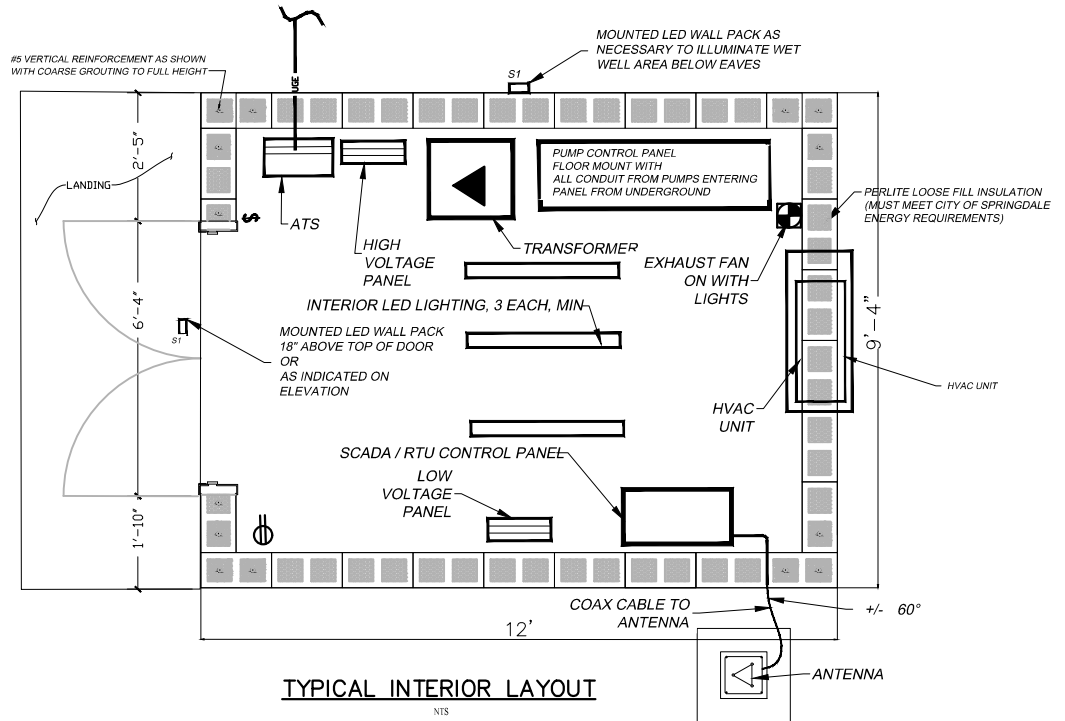 MOUNTED LED WALL PACK AS
NECESSARY TO ILLUMINATE WET
WELL AREA BELOW EAVES
#5 VERTICAL REINFORCEMENT AS SHOWN
WITH COARSE GROUTING TO FULL HEIGHT
UGE
S1
2'-5"
LANDING
PUMP CONTROL PANEL
FLOOR MOUNT WITH
ALL CONDUIT FROM PUMPS ENTERING
PANEL FROM UNDERGROUND
PERLITE LOOSE FILL INSULATION
(MUST MEET CITY OF SPRINGDALE
ENERGY REQUIREMENTS)
$
ATS
HIGH
VOLTAGE
PANEL
TRANSFORMER
EXHAUST FAN
ON WITH
LIGHTS
6'-4"
INTERIOR LED LIGHTING, 3 EACH, MIN
9'-4"
S1
MOUNTED LED WALL PACK
18" ABOVE TOP OF DOOR
OR
AS INDICATED ON
ELEVATION
HVAC UNIT
HVAC
UNIT
SCADA / RTU CONTROL PANEL
LOW
VOLTAGE
PANEL
1'-10"
COAX CABLE TO
ANTENNA
+/- 60°
12'
ANTENNA
TYPICAL INTERIOR LAYOUT
NTS